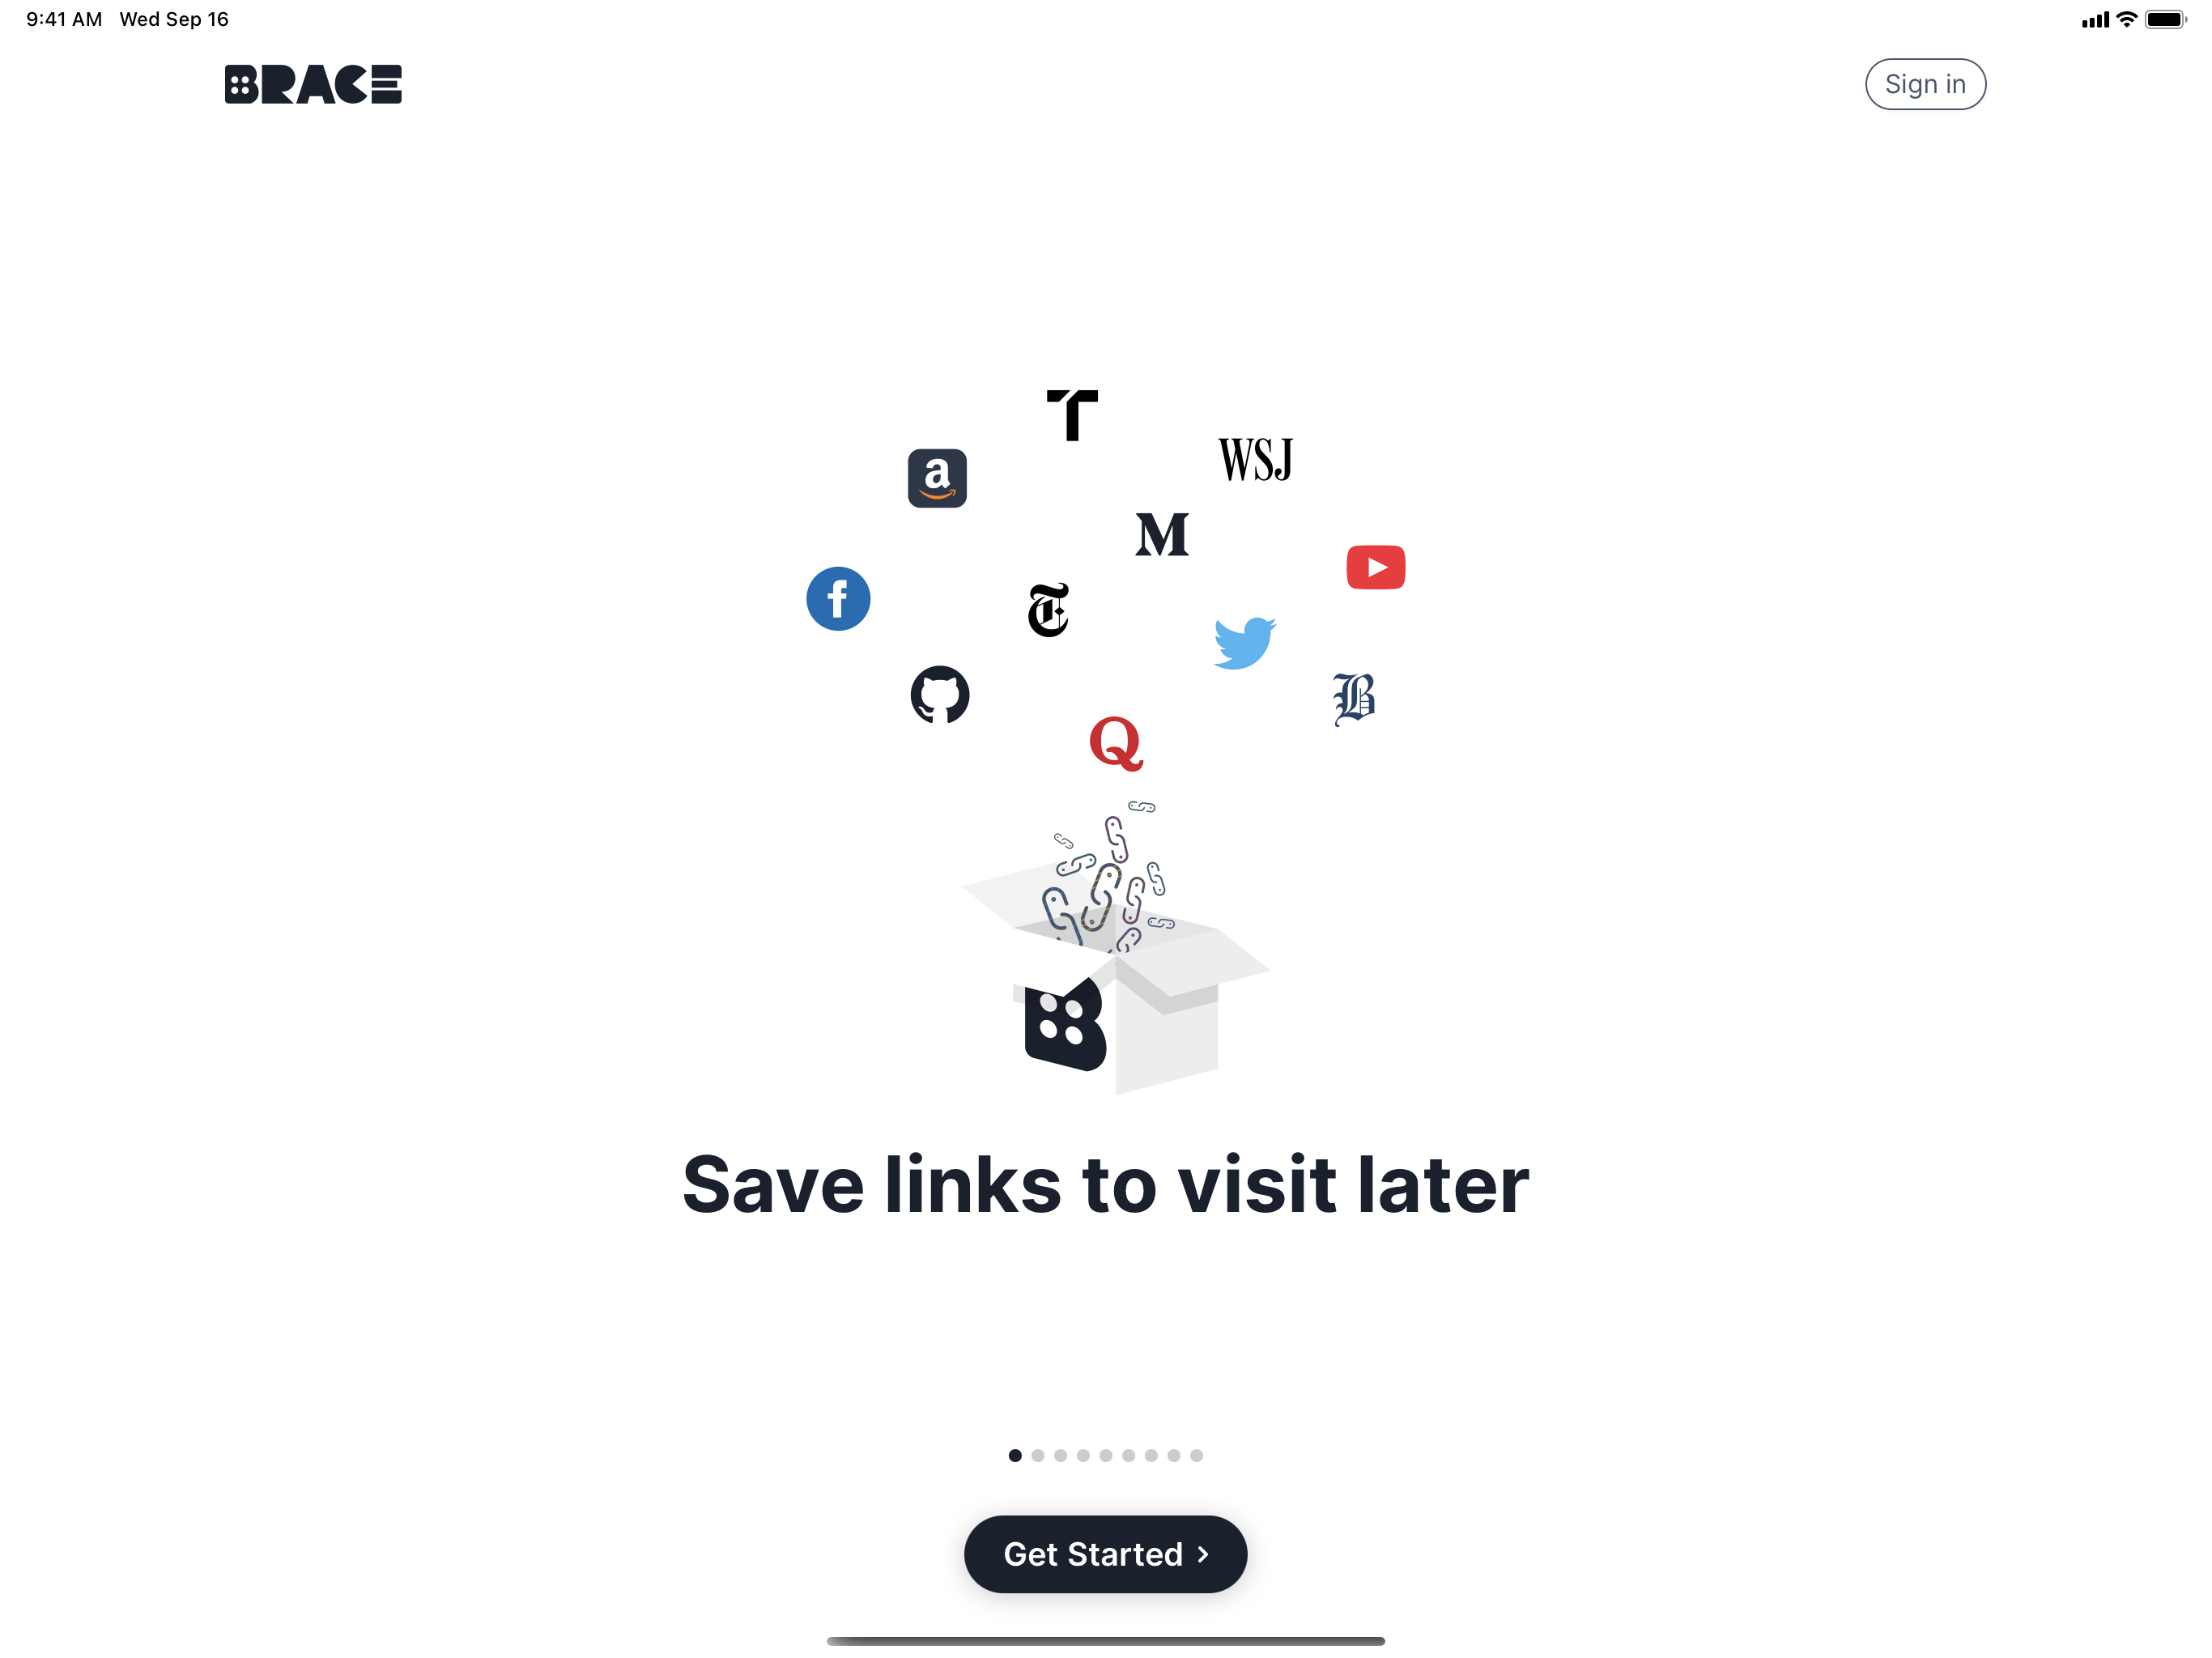 9:41 AM Wed Sep 16
BRACE
Sign in
T
a
WSJ
M
f
T
B
Q
B
Save links to visit later
Get Started